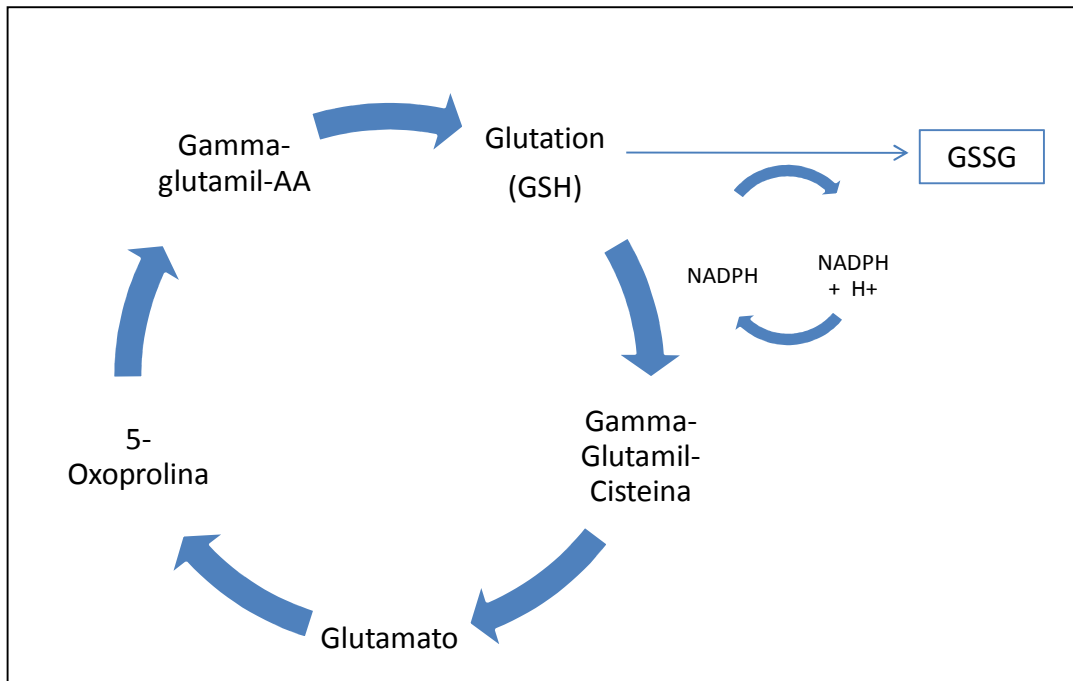 Gamma-
glutamil-AA
Glutation
(GSH)
GSSG
NADPH
NADPH
+ H+
Gamma-
Glutamil-
Cisteina
5-
Oxoprolina
Glutamato